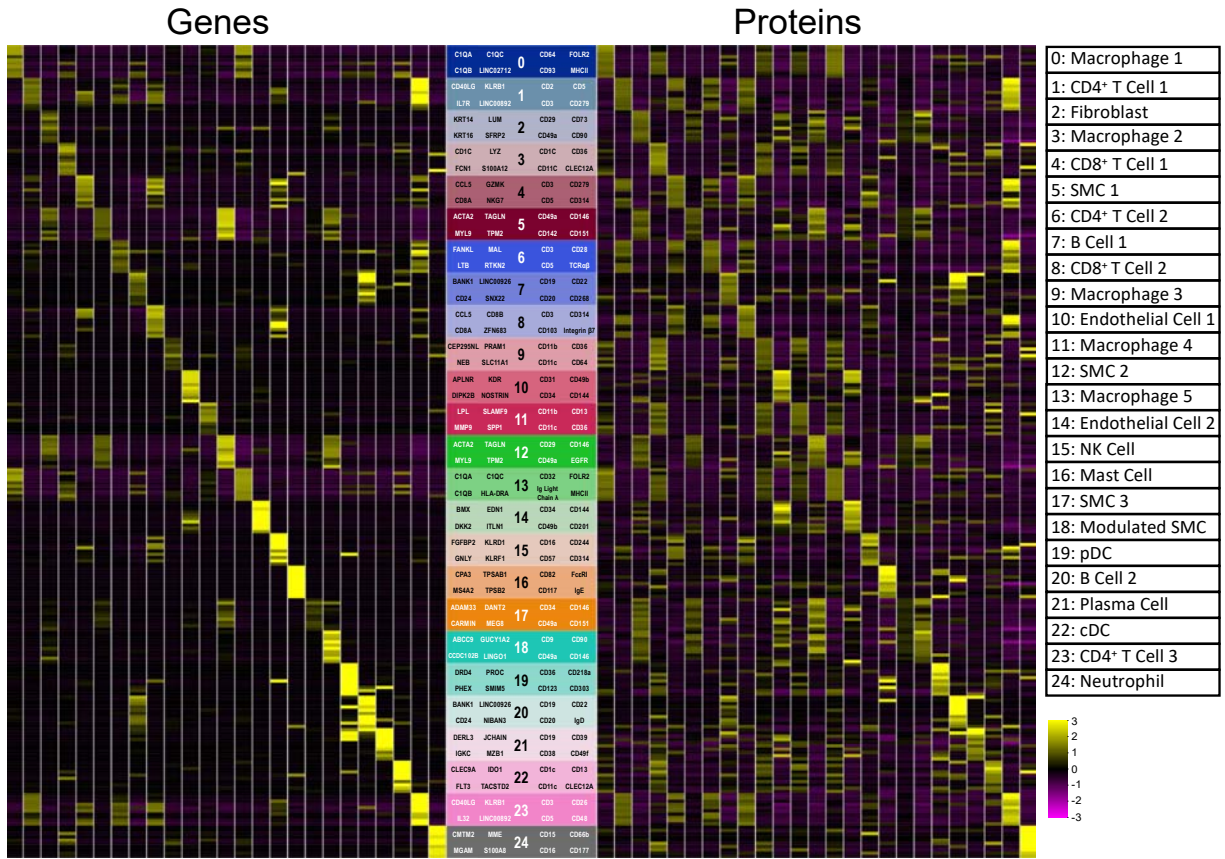 Genes Proteins
C1QA C1QC CD64 FOLR2
0
C1QB LINC02712 CD93 MHCII
CD40LG KLRB1 CD2 CD5
1
IL7R LINC00892 CD3 CD279
KRT14 LUM CD29 CD73
2
KRT16 SFRP2 CD49a CD90
CD1C LYZ CD1C CD36
3
FCN1 S100A12 CD11C CLEC12A
CCL5 GZMK CD3 CD279
4
CD8A NKG7 CD5 CD314
ACTA2 TAGLN CD49a CD146
5
MYL9 TPM2 CD142 CD151
FANKL MAL CD3 CD28
6
LTB RTKN2 CD5 TCRαβ
BANK1 LINC00926 CD19 CD22
7
CD24 SNX22 CD20 CD268
CCL5 CD8B CD3 CD314
8
CD8A ZFN683 CD103 Integrin β7
CEP295NL PRAM1 CD11b CD36
9
NEB SLC11A1 CD11c CD64
APLNR KDR CD31 CD49b
10
DIPK2B NOSTRIN CD34 CD144
LPL SLAMF9 CD11b CD13
11
MMP9 SPP1 CD11c CD36
ACTA2 TAGLN CD29 CD146
12
MYL9 TPM2 CD49a EGFR
C1QA C1QC CD32 FOLR2
13
C1QB HLA-DRA Ig Light Chain λ MHCII
BMX EDN1 CD34 CD144
14
DKK2 ITLN1 CD49b CD201
FGFBP2 KLRD1 CD16 CD244
15
GNLY KLRF1 CD57 CD314
CPA3 TPSAB1 CD82 FcεRI
16
MS4A2 TPSB2 CD117 IgE
ADAM33 DANT2 CD34 CD146
17
CARMIN MEG8 CD49a CD151
ABCC9 GUCY1A2 CD9 CD90
18
CCDC102B LINGO1 CD49a CD146
DRD4 PROC CD36 CD218a
19
PHEX SMIM5 CD123 CD303
BANK1 LINC00926 CD19 CD22
20
CD24 NIBAN3 CD20 IgD
DERL3 JCHAIN CD19 CD39
21
IGKC MZB1 CD38 CD49f
CLEC9A IDO1 CD1c CD13
22
FLT3 TACSTD2 CD11c CLEC12A
CD40LG KLRB1 CD3 CD26
23
IL32 LINC00892 CD5 CD48
CMTM2 MME CD15 CD66b
24
MGAM S100A8 CD16 CD177
0: Macrophage 1
1: CD4⁺ T Cell 1
2: Fibroblast
3: Macrophage 2
4: CD8⁺ T Cell 1
5: SMC 1
6: CD4⁺ T Cell 2
7: B Cell 1
8: CD8⁺ T Cell 2
9: Macrophage 3
10: Endothelial Cell 1
11: Macrophage 4
12: SMC 2
13: Macrophage 5
14: Endothelial Cell 2
15: NK Cell
16: Mast Cell
17: SMC 3
18: Modulated SMC
19: pDC
20: B Cell 2
21: Plasma Cell
22: cDC
23: CD4⁺ T Cell 3
24: Neutrophil
3
2
1
0
-1
-2
-3